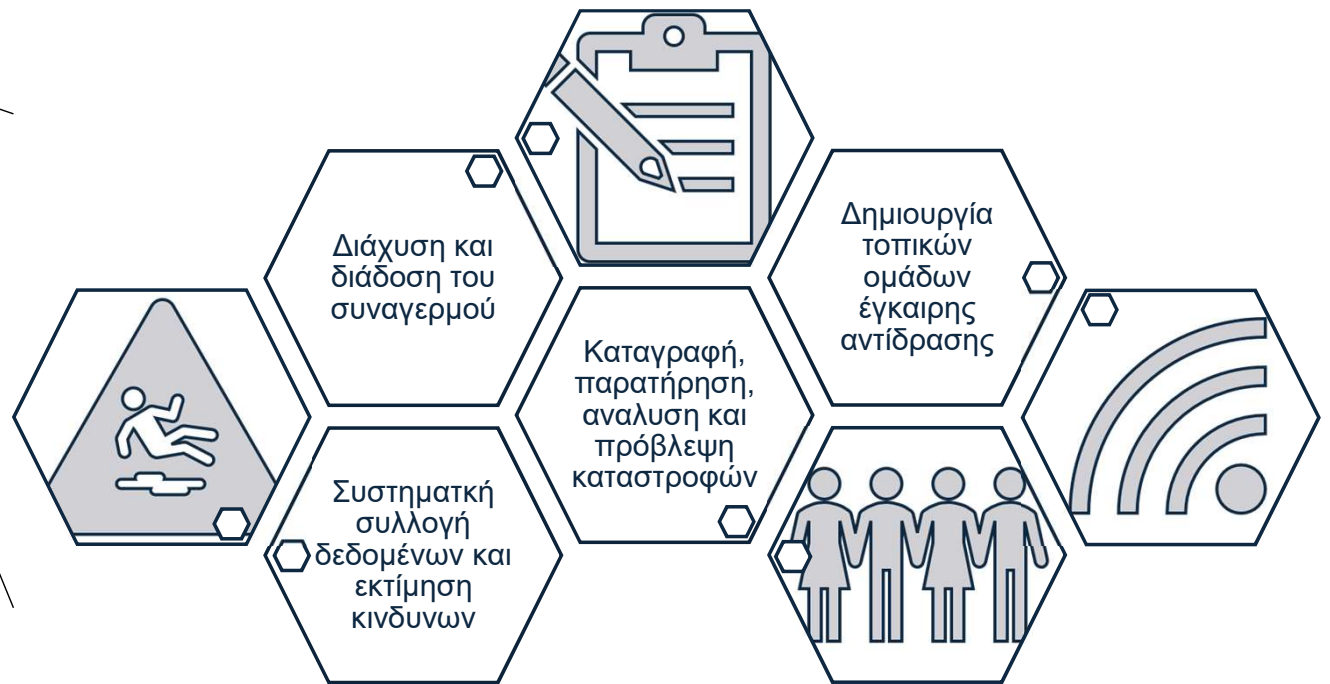 Διάχυση και
διάδοση του
συναγερμού
Δημιουργία
τοπικών
ομάδων
έγκαιρης
αντίδρασης
Καταγραφή,
παρατήρηση,
αναλυση και
πρόβλεψη
καταστροφών
Συστηματκή
συλλογή
δεδομένων και
εκτίμηση
κινδυνων